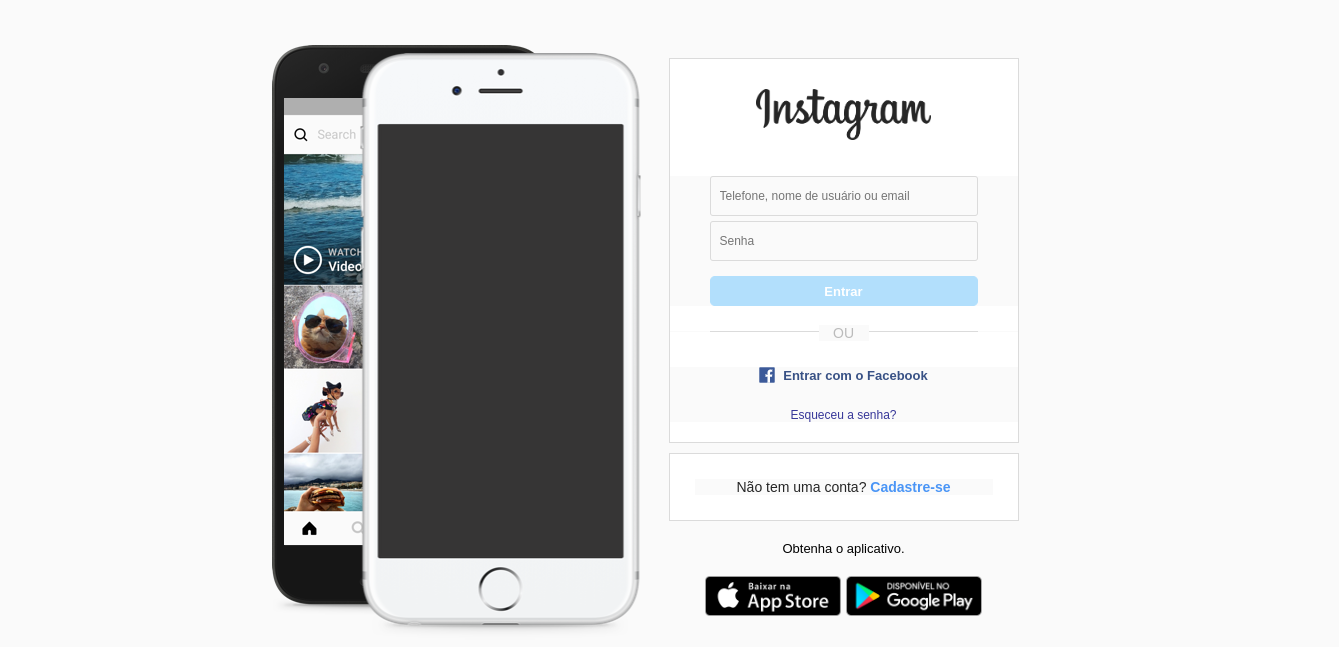 Search
WATCH
Video
Instagram
Telefone, nome de usuário ou email
Senha
Entrar
OU
Entrar com o Facebook
Esqueceu a senha?
Não tem uma conta? Cadastre-se
Obtenha o aplicativo.
Baixar na
App Store
DISPONÍVEL NO
Google Play